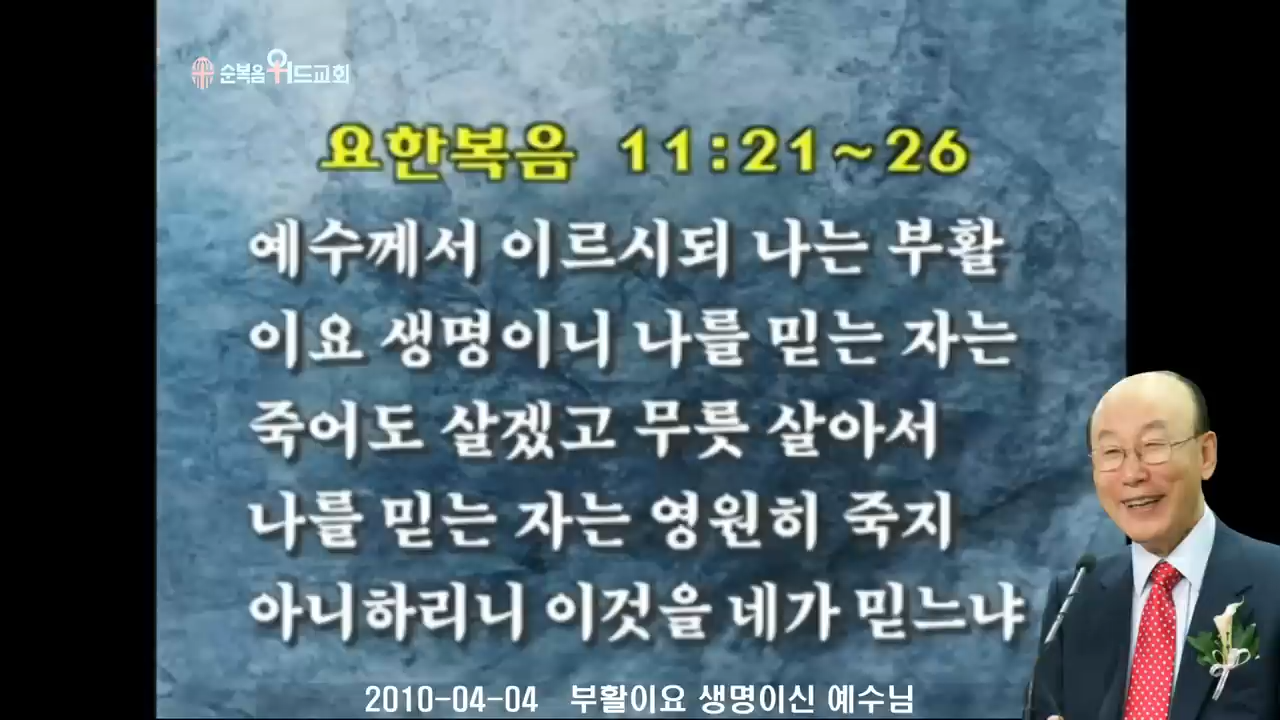 순복음워드교회
요한복음 11:21~26
예수께서 이르시되 나는 부활
이요 생명이니 나를 믿는 자는
죽어도 살겠고 무릇 살아서
나를 믿는 자는 영원히 죽지
아니하리니 이것을 네가 믿느냐
2010-04-04 부활이요 생명이신 예수님